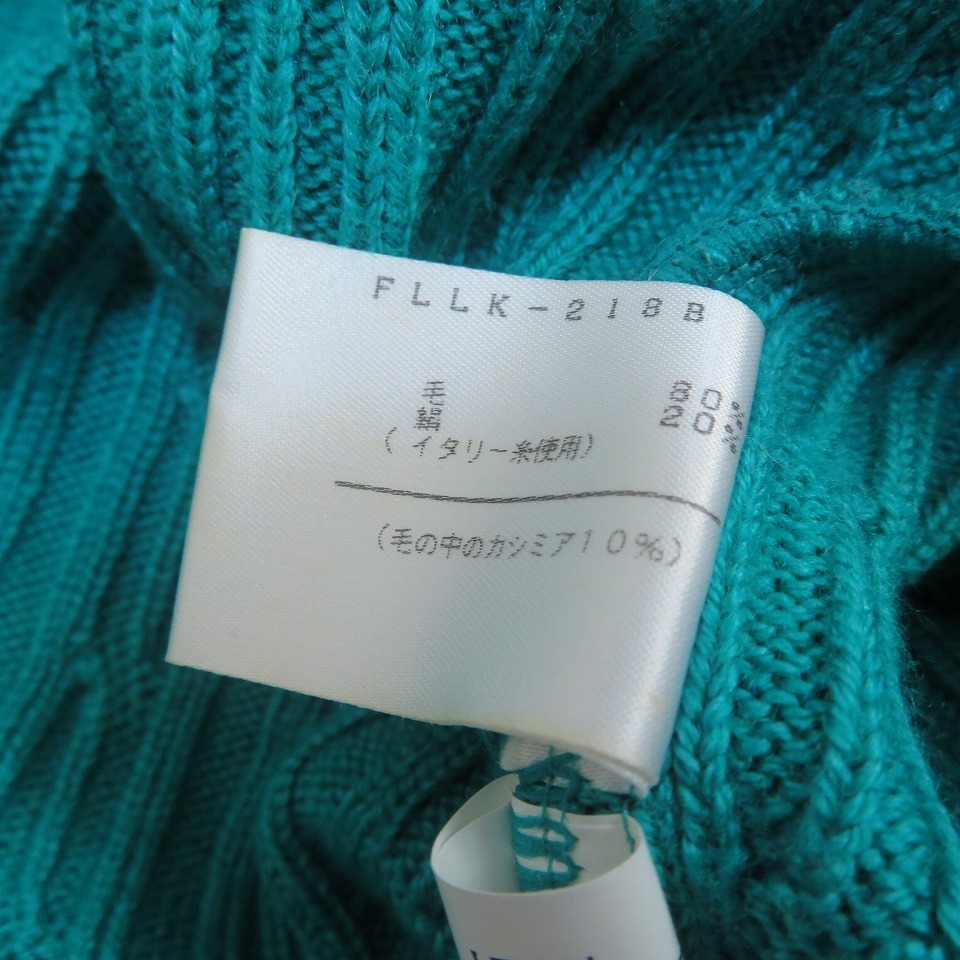 FLLK-218B
毛 80%
絹 20%
(イタリー糸使用)
(毛の中のカシミア10%)